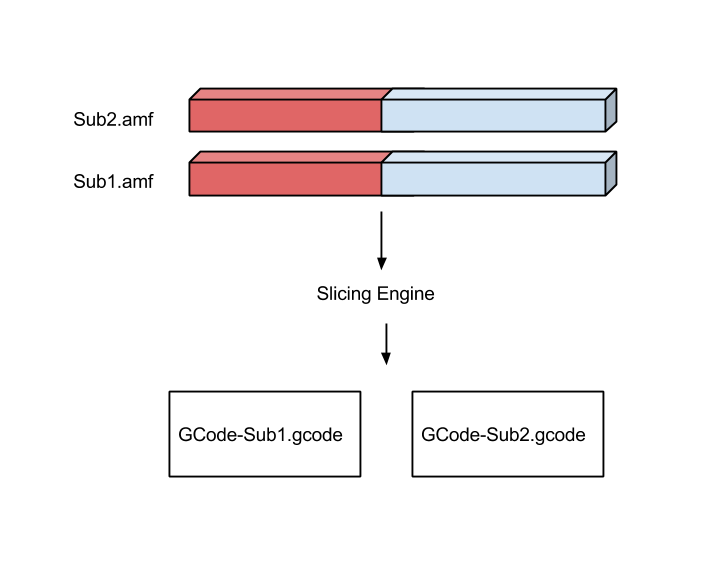 Sub2.amf
Sub1.amf
Slicing Engine
GCode-Sub1.gcode
GCode-Sub2.gcode